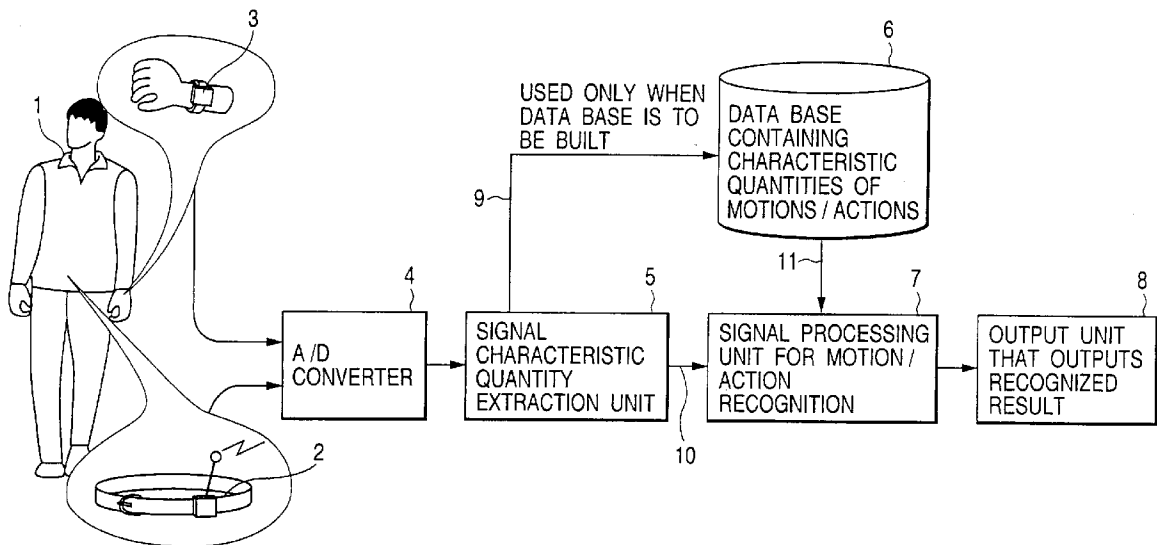 3
6
1
USED ONLY WHEN
DATA BASE IS TO
BE BUILT
DATA BASE
CONTAINING
CHARACTERISTIC
QUANTITIES OF
MOTIONS / ACTIONS
9
11
4
5
7
8
A/D
CONVERTER
SIGNAL
CHARACTERISTIC
QUANTITY
EXTRACTION UNIT
SIGNAL PROCESSING
UNIT FOR MOTION/
ACTION
RECOGNITION
OUTPUT UNIT
THAT OUTPUTS
RECOGNIZED
RESULT
10
2